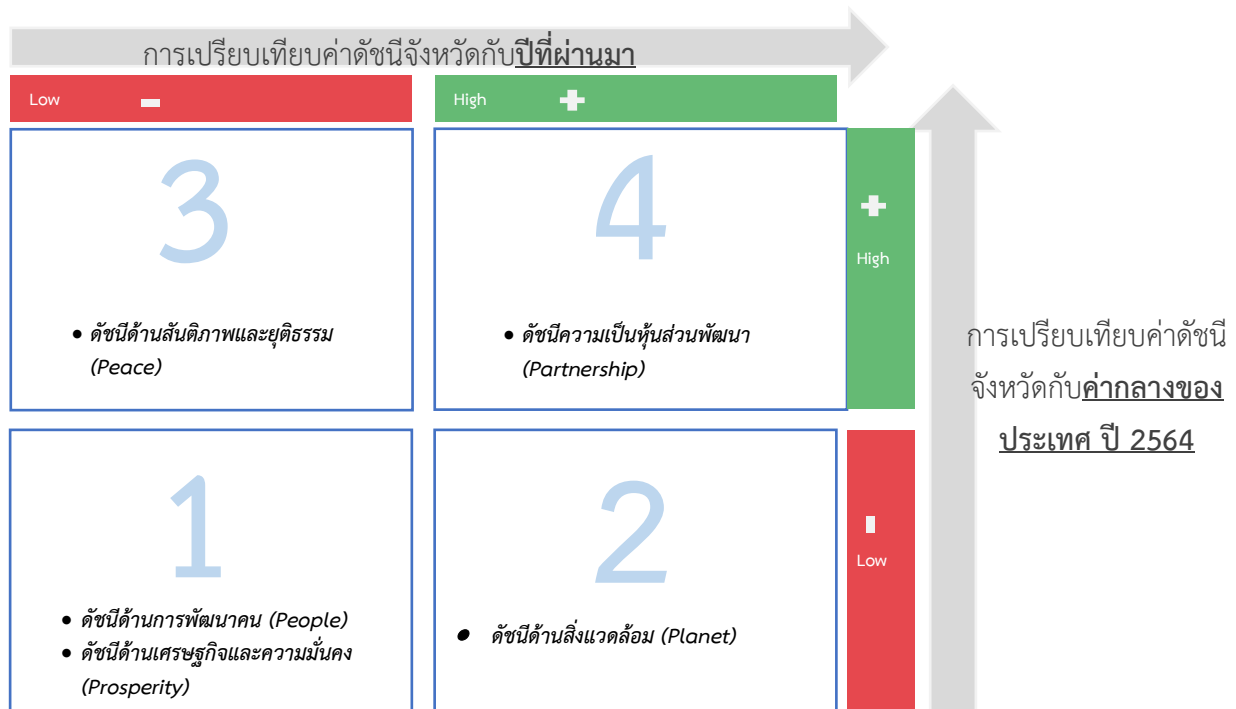 การเปรียบเทียบค่าดัชนีจังหวัดกับปีที่ผ่านมา
Low -
High +
3
• ดัชนีด้านสันติภาพและยุติธรรม
(Peace)
4
• ดัชนีความเป็นหุ้นส่วนพัฒนา
(Partnership)
+
High
การเปรียบเทียบค่าดัชนี
จังหวัดกับค่ากลางของ
ประเทศ ปี 2564
1
• ดัชนีด้านการพัฒนาคน (People)
• ดัชนีด้านเศรษฐกิจและความมั่นคง
(Prosperity)
2
• ดัชนีด้านสิ่งแวดล้อม (Planet)
-
Low